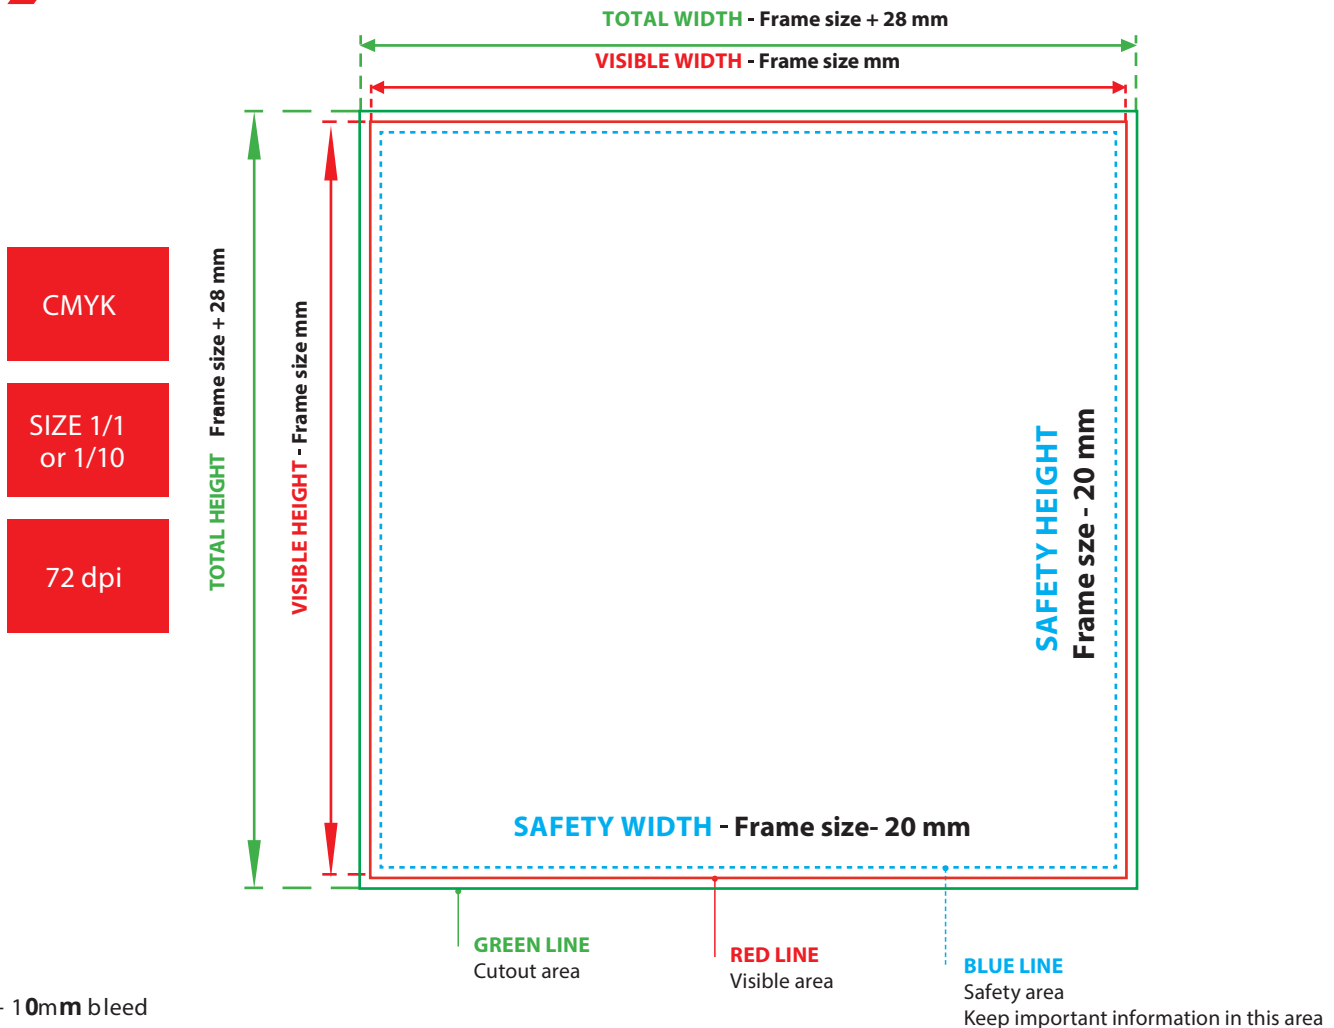 TOTAL WIDTH - Frame size + 28 mm
VISIBLE WIDTH - Frame size mm
CMYK
SIZE 1/1
or 1/10
72 dpi
TOTAL HEIGHT Frame size + 28 mm
VISIBLE HEIGHT - Frame size mm
SAFETY HEIGHT
Frame sze - 20 mm
SAFETY WIDTH - Frame size- 20 mm
GREEN LINE
Cutout area
RED LINE
Visible area
BLUE LINE
Safety area
Keep important information in this area
- 10mm bleed